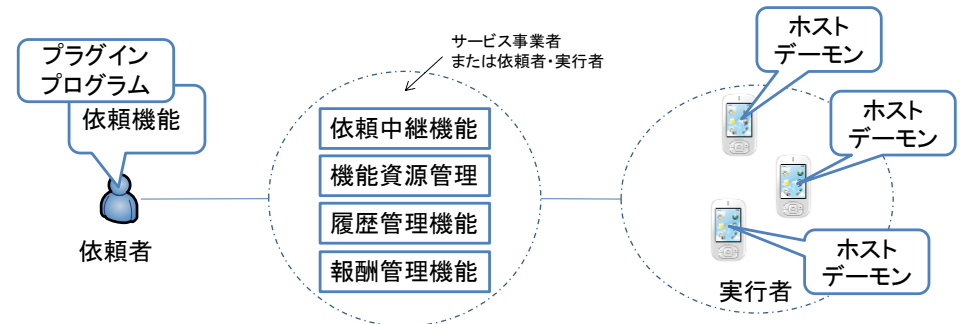 プラグイン
プログラム
依頼機能
依頼者
サービス事業者
または依頼者・実行者
依頼中継機能
機能資源管理
履歴管理機能
報酬管理機能
ホスト
デーモン
ホスト
デーモン
ホスト
デーモン
実行者